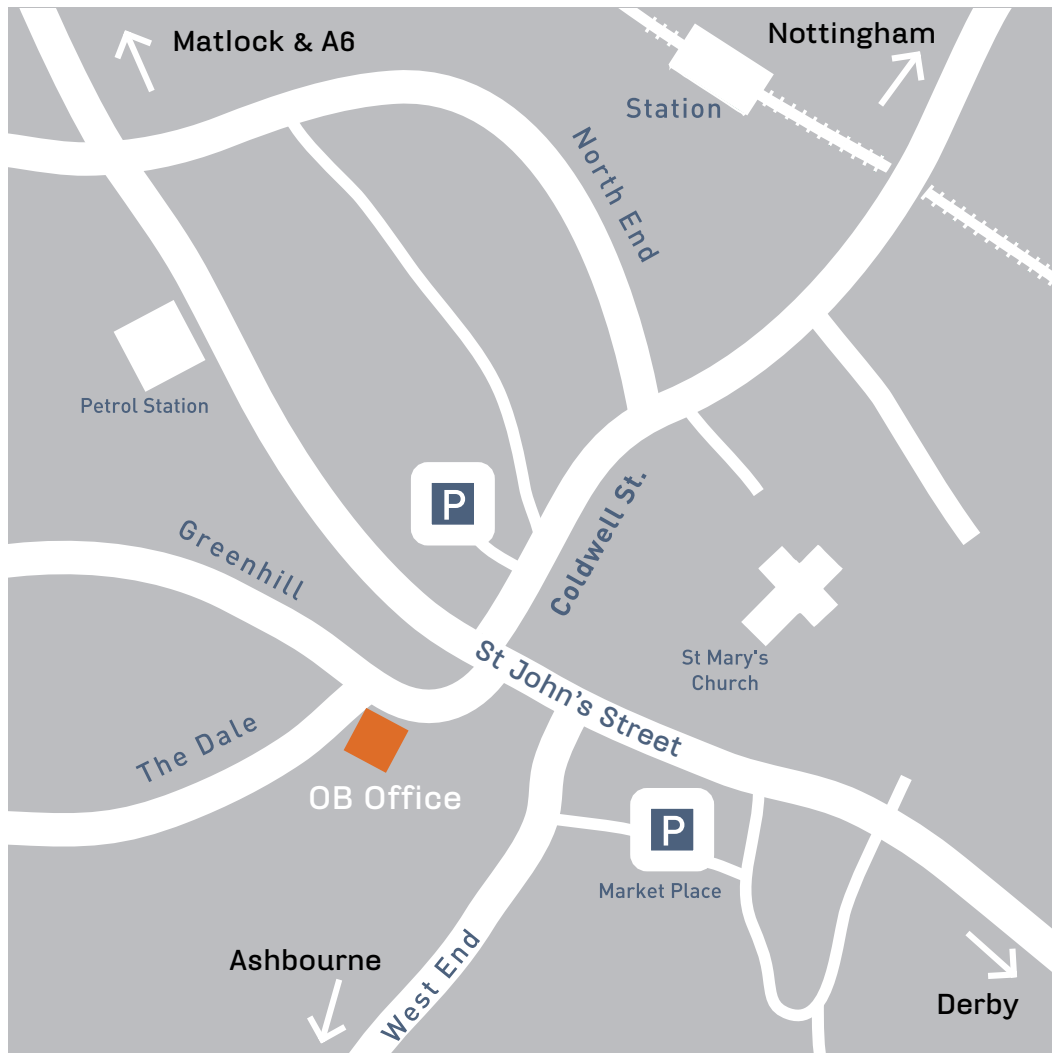 Matlock & A6
Nottingham
Station
North End
Petrol Station
P
Greenhill
Coldwell St.
St Mary's
Church
St John's Street
The Dale
OB Office
P
Market Place
West End
Ashbourne
Derby